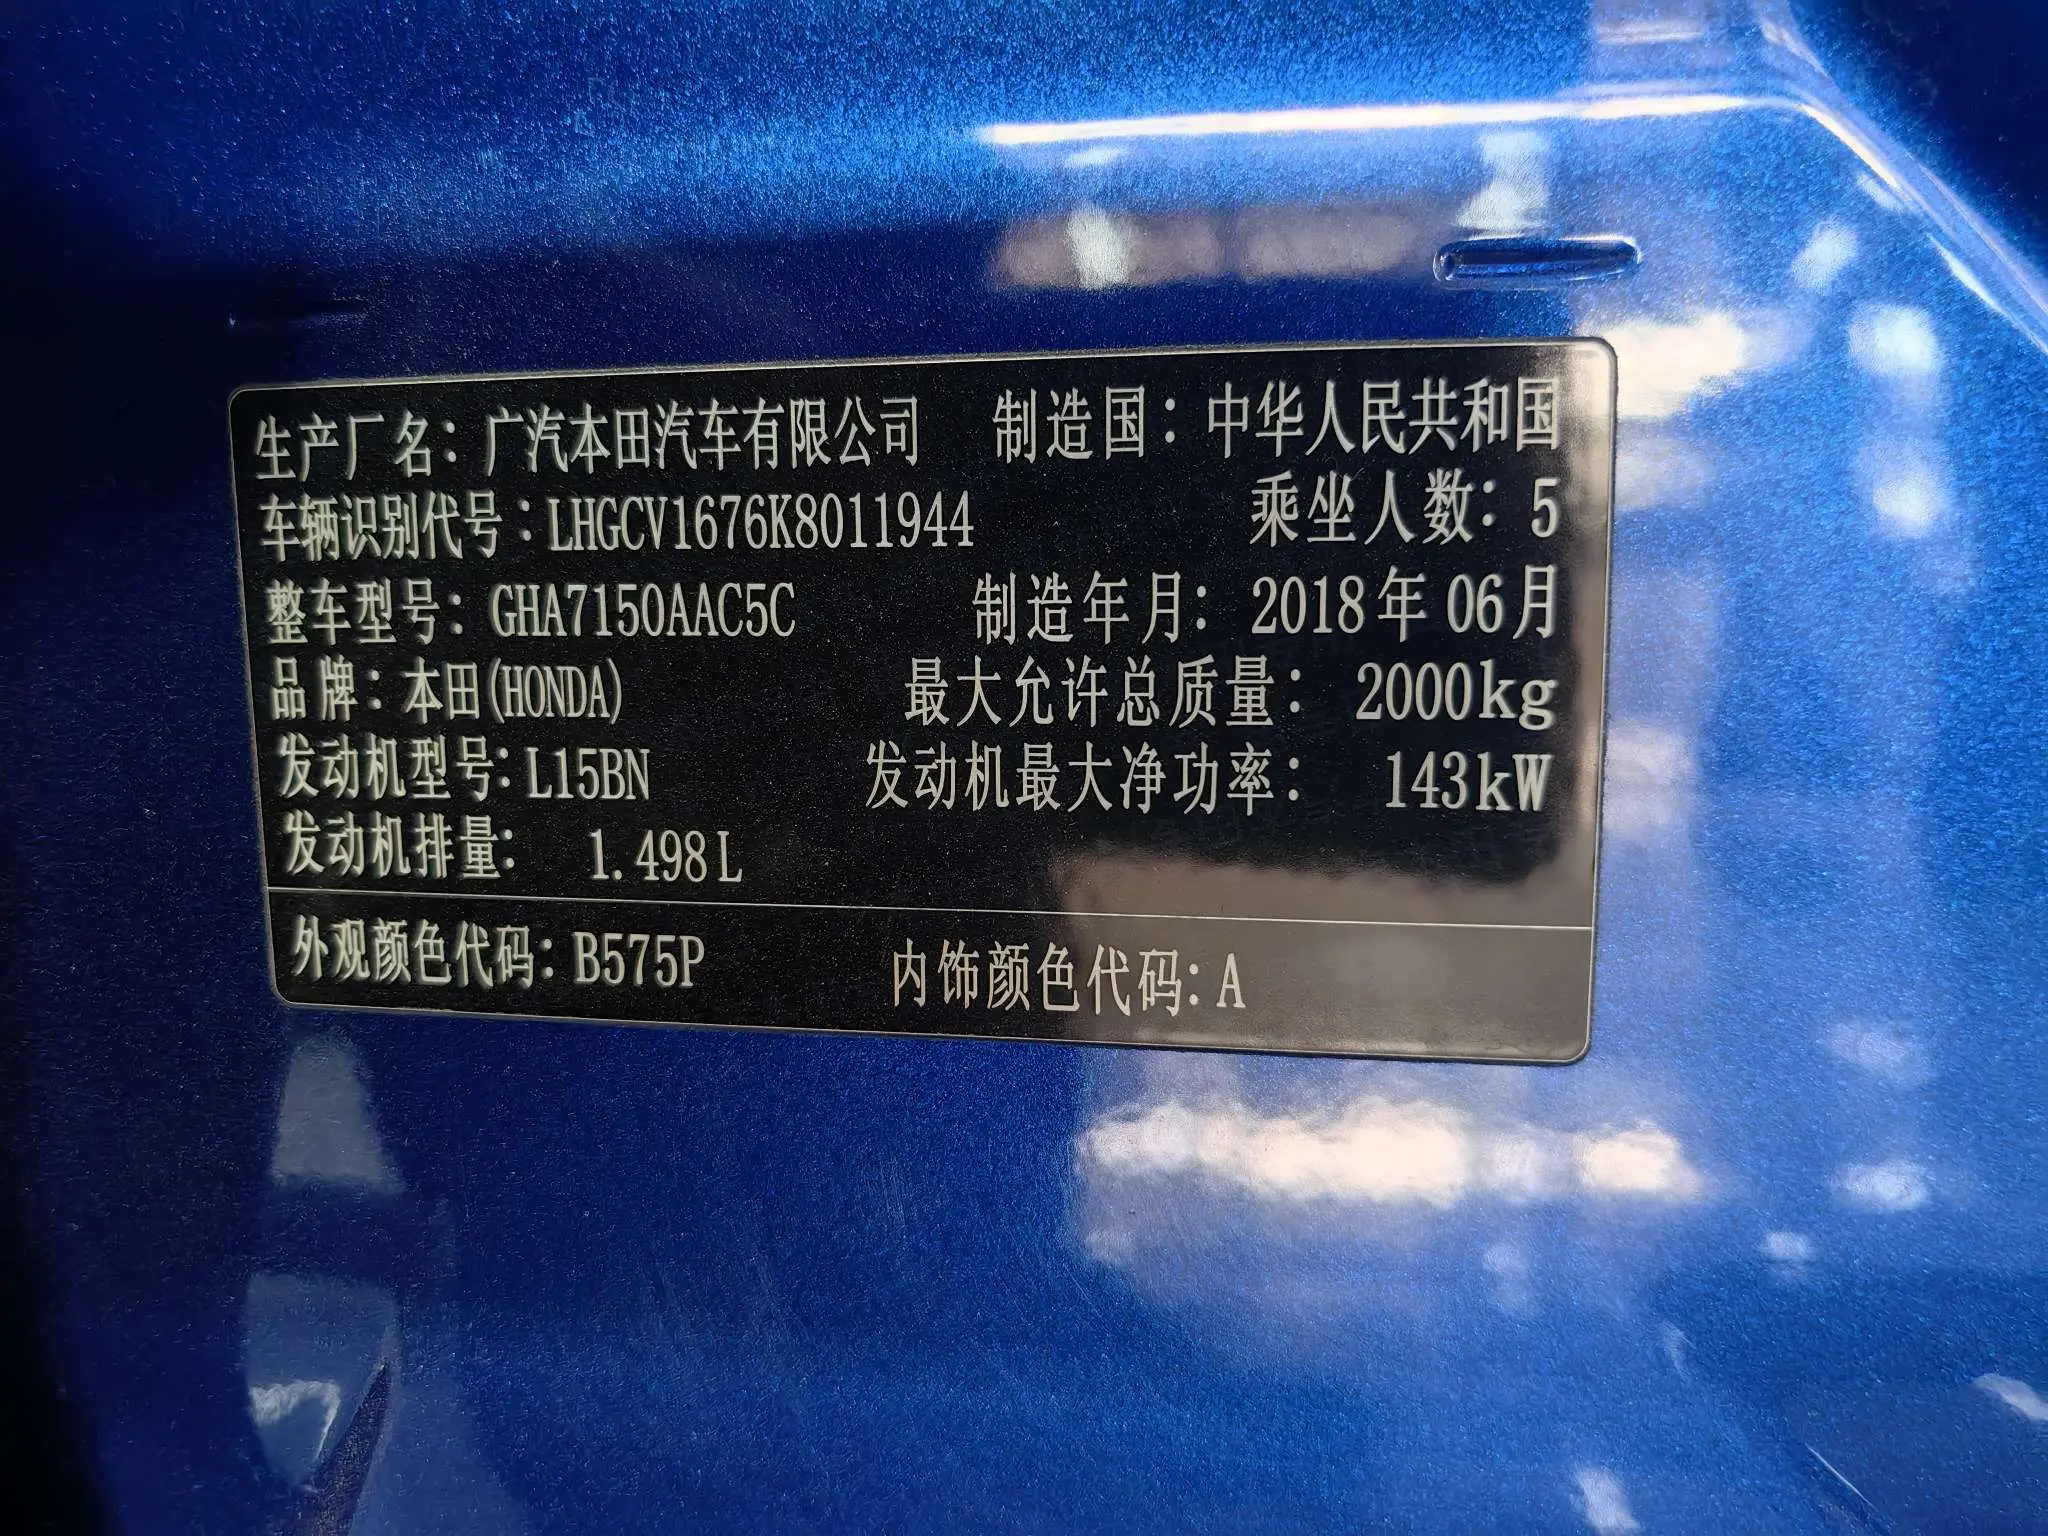 生产厂名：广汽本田汽车有限公司 制造国：中华人民共和国
车辆识别代号：LHGCV1676K8011944 乘坐人数：5
整车型号：GHA7150AAC5C 制造年月：2018年06月
品牌：本田(HONDA) 最大允许总质量：2000kg
发动机型号：L15BN 发动机最大净功率：143kW
发动机排量：1.498L
外观颜色代码：B575P 内饰颜色代码：A